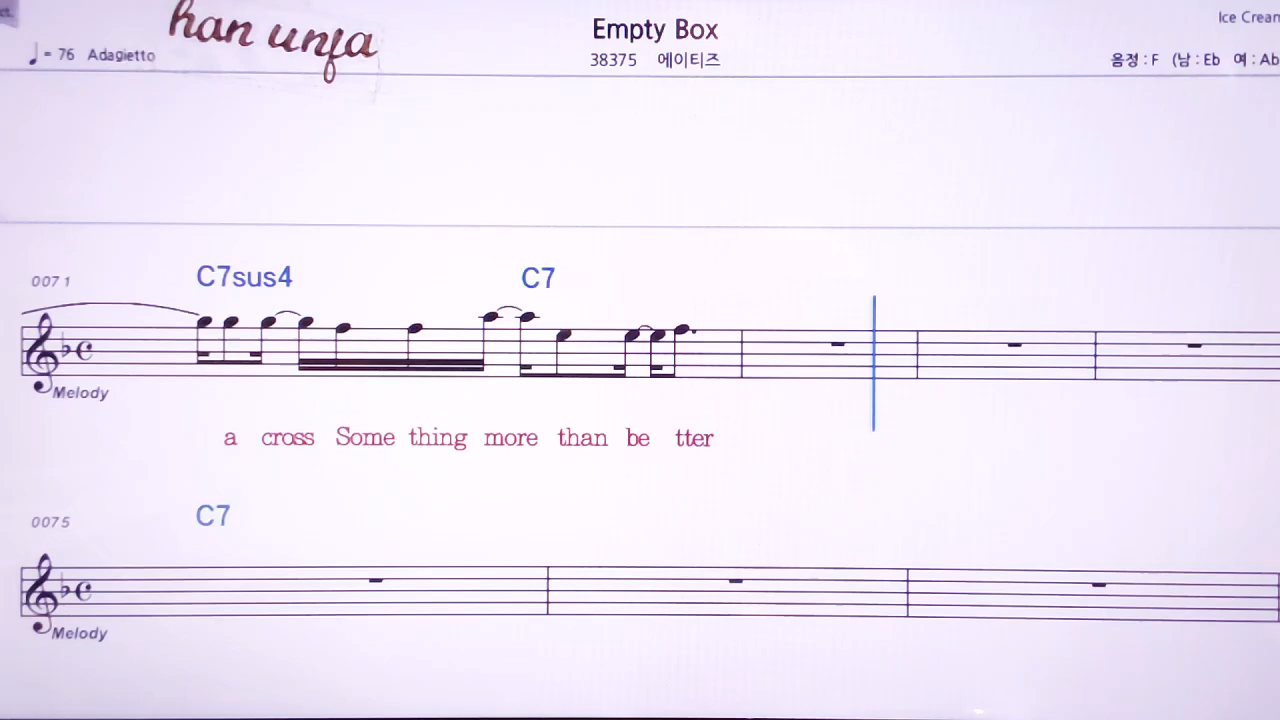 han unja
Empty Box
Ice Cream
♩ = 76 Adagietto
38375 에이티즈
음정 : F (남 : Eb 여 : Ab
0071
C7sus4 C7
Melody
a cross Some thing more than be tter
0075
C7
Melody